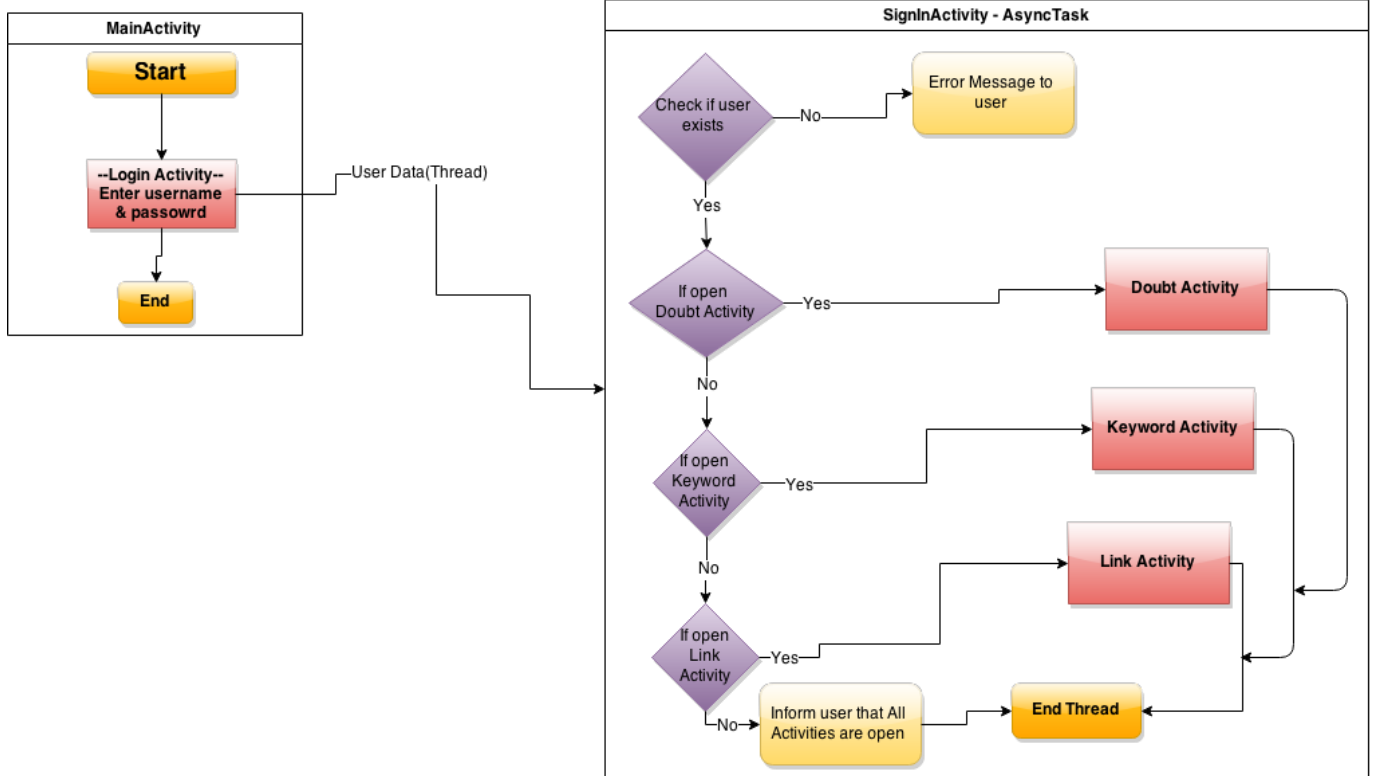 MainActivity
Start
--Login Activity--
Enter username
& passowrd
End
User Data(Thread)
SignInActivity - AsyncTask
Check if user
exists
No
Error Message to
user
Yes
If open
Doubt Activity
Yes
Doubt Activity
No
If open
Keyword
Activity
Yes
Keyword Activity
No
If open
Link
Activity
Yes
Link Activity
No
Inform user that All
Activities are open
End Thread